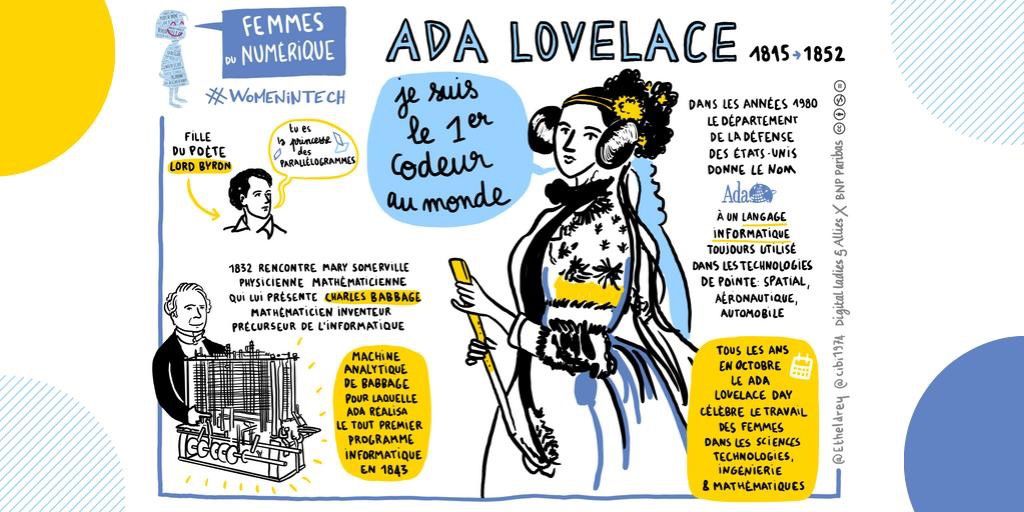 FEMMES
DU NUMÉRIQUE
#WOMENINTECH
ADA LOVELACE 1815→1852
FILLE
DU POÈTE
LORD BYRON
tu es
la princesse
des
PARALLÉLOGRAMMES
je suis
le 1er
codeur
au monde
DANS LES ANNÉES 1980
LE DÉPARTEMENT
DE LA DÉFENSE
DES ÉTATS-UNIS
DONNE LE NOM
Ada
À UN LANGAGE
INFORMATIQUE
TOUJOURS UTILISÉ
DANS LES TECHNOLOGIES
DE POINTE: SPATIAL,
AÉRONAUTIQUE,
AUTOMOBILE
1832 RENCONTRE MARY SOMERVILLE
PHYSICIENNE MATHÉMATICIENNE
QUI LUI PRÉSENTE CHARLES BABBAGE
MATHÉMATICIEN INVENTEUR
PRÉCURSEUR DE L'INFORMATIQUE
MACHINE
ANALYTIQUE
DE BABBAGE
POUR LAQUELLE
ADA RÉALISA
LE TOUT PREMIER
PROGRAMME
INFORMATIQUE
EN 1843
TOUS LES ANS
EN OCTOBRE
LE ADA
LOVELACE DAY
CÉLÈBRE LE TRAVAIL
DES FEMMES
DANS LES SCIENCES
TECHNOLOGIES,
INGÉNIERIE
& MATHÉMATIQUES
@Etheldrey @cibi1974 Digital ladies & Allies X BNP Paribas